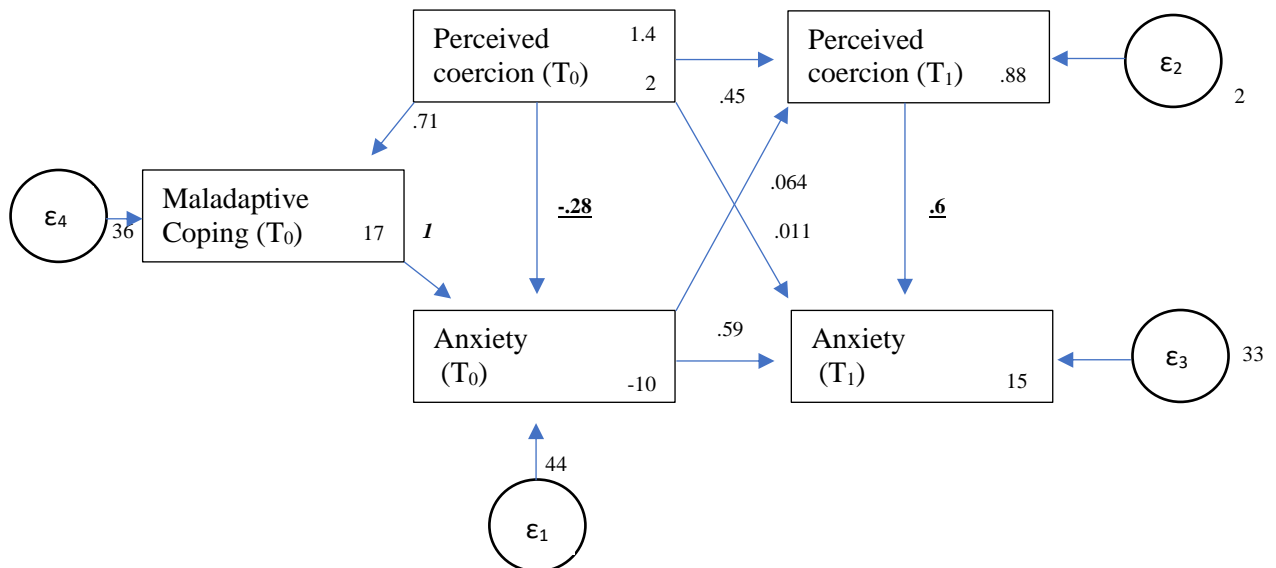 Perceived
coercion (T₀)
1.4
2
Perceived
coercion (T₁)
.88
ε₂
2
.45
.71
Maladaptive
Coping (T₀)
17
1
ε₄
36
-.28
.064
.011
.6
Anxiety
(T₀)
-10
.59
Anxiety
(T₁)
15
ε₃
33
44
ε₁